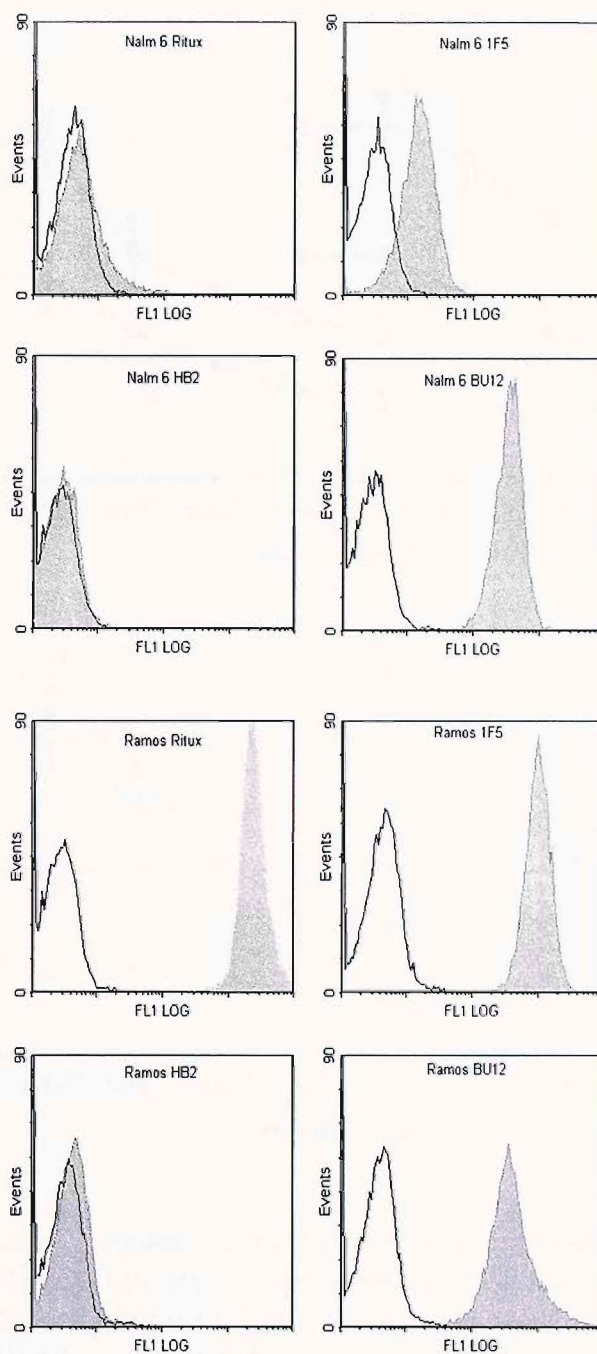 90
Nalm 6 Ritux
Events
0
FL1 LOG
90
Nalm 6 1F5
Events
0
FL1 LOG
90
Nalm 6 HB2
Events
0
FL1 LOG
90
Nalm 6 BU12
Events
0
FL1 LOG
90
Ramos Ritux
Events
0
FL1 LOG
90
Ramos 1F5
Events
0
FL1 LOG
90
Ramos HB2
Events
0
FL1 LOG
90
Ramos BU12
Events
0
FL1 LOG